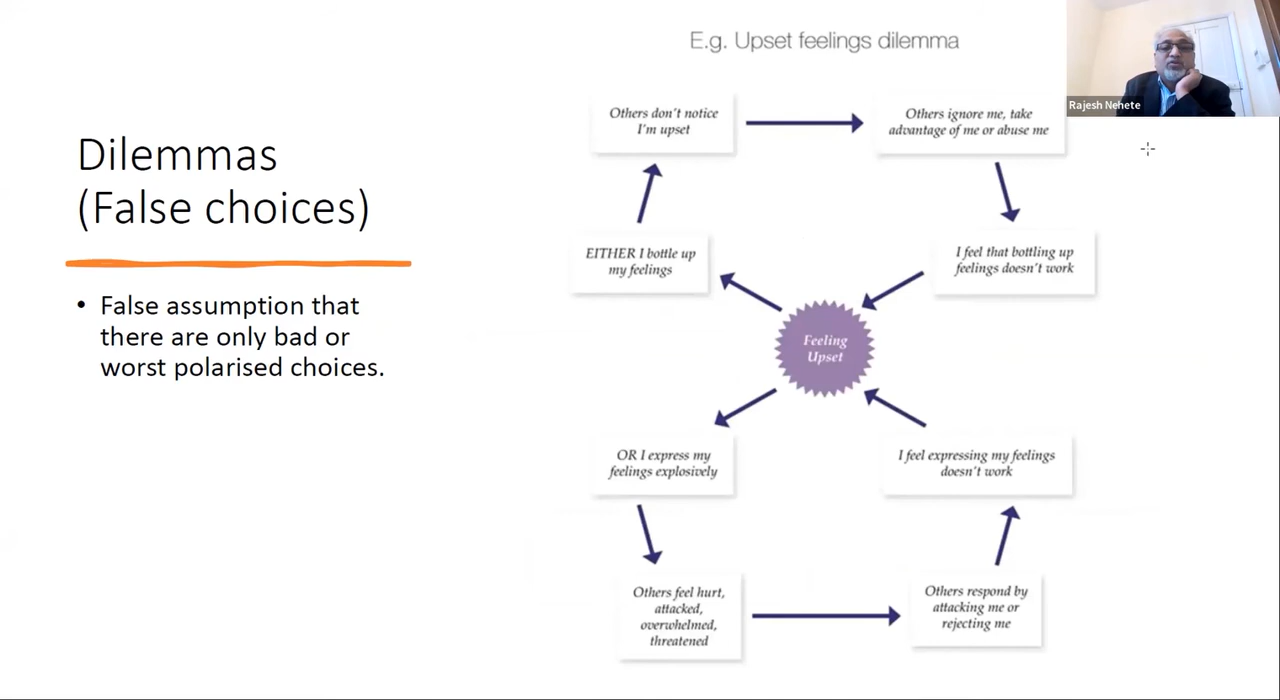 Dilemmas
(False choices)
• False assumption that
there are only bad or
worst polarised choices.
E.g. Upset feelings dilemma
Others don't notice
I'm upset
Others ignore me, take
advantage of me or abuse me
EITHER I bottle up
my feelings
I feel that bottling up
feelings doesn't work
Feeling
Upset
OR I express my
feelings explosively
I feel expressing my feelings
doesn't work
Others feel hurt,
attacked,
overwhelmed,
threatened
Others respond by
attacking me or
rejecting me
Rajesh Nehete